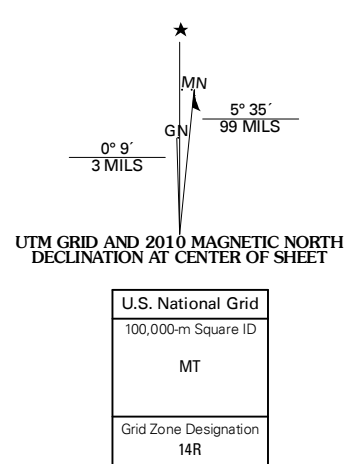 MN
5° 35´
99 MILS
GN
0° 9´
3 MILS
UTM GRID AND 2010 MAGNETIC NORTH
DECLINATION AT CENTER OF SHEET
U.S. National Grid
100,000-m Square ID
MT
Grid Zone Designation
14R